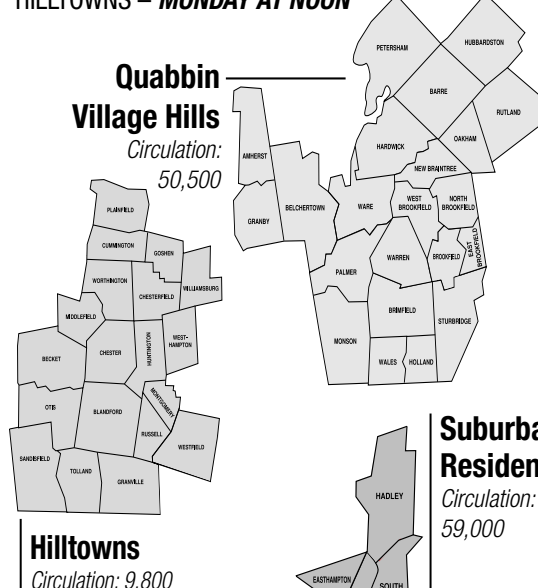 HILLTOWNS – MONDAY AT NOON
Quabbin
Village Hills
Circulation:
50,500
PETERSHAM
HUBBARDSTON
BARRE
RUTLAND
HARDWICK
OAKHAM
NEW BRAINTREE
AMHERST
BELCHERTOWN
GRANBY
WARE
WEST
BROOKFIELD
NORTH
BROOKFIELD
PALMER
WARREN
BROOKFIELD
EAST
BROOKFIELD
BRIMFIELD
STURBRIDGE
MONSON
WALES
HOLLAND
PLAINFIELD
CUMMINGTON
GOSHEN
WORTHINGTON
CHESTERFIELD
WILLIAMSBURG
MIDDLEFIELD
BECKET
CHESTER
HUNTINGTON
WEST-
HAMPTON
OTIS
BLANDFORD
MONTGOMERY
RUSSELL
WESTFIELD
SANDISFIELD
TOLLAND
GRANVILLE
Hilltowns
Circulation: 9,800
Suburba
Residen
Circulation:
59,000
HADLEY
EASTHAMPTON
SOUTH